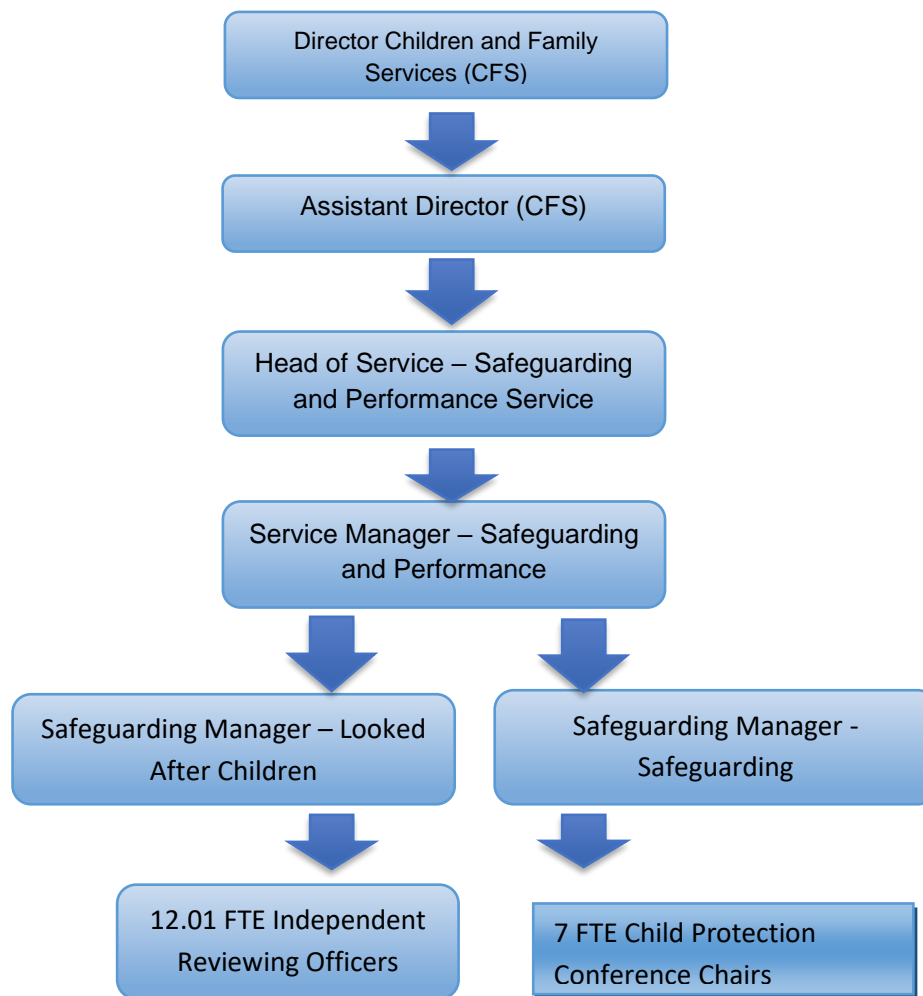 Director Children and Family
Services (CFS)
Assistant Director (CFS)
Head of Service – Safeguarding
and Performance Service
Service Manager – Safeguarding
and Performance
Safeguarding Manager – Looked
After Children
Safeguarding Manager -
Safeguarding
12.01 FTE Independent
Reviewing Officers
7 FTE Child Protection
Conference Chairs